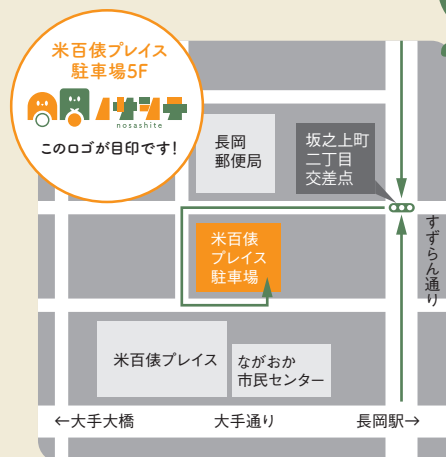 米百俵プレイス
駐車場5F
ノサシテ
nosashite
このロゴが目印です!
長岡
郵便局
坂之上町
二丁目
交差点
すずらん通り
米百俵
プレイス
駐車場
米百俵プレイス
ながおか
市民センター
←大手大橋
大手通り
長岡駅→